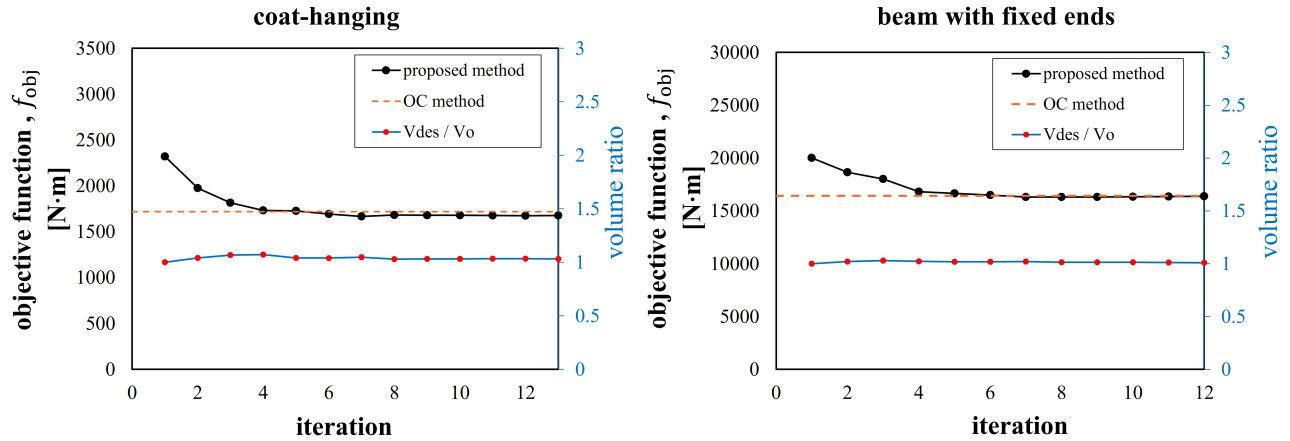 coat-hanging
objective function , f_obj
[N·m]
3500
3000
2500
2000
1500
1000
500
0
proposed method
OC method
Vdes / Vo
3
2.5
2
1.5
1
0.5
0
volume ratio
0 2 4 6 8 10 12
iteration
beam with fixed ends
objective function , f_obj
[N·m]
30000
25000
20000
15000
10000
5000
0
proposed method
OC method
Vdes / Vo
3
2.5
2
1.5
1
0.5
0
volume ratio
0 2 4 6 8 10 12
iteration